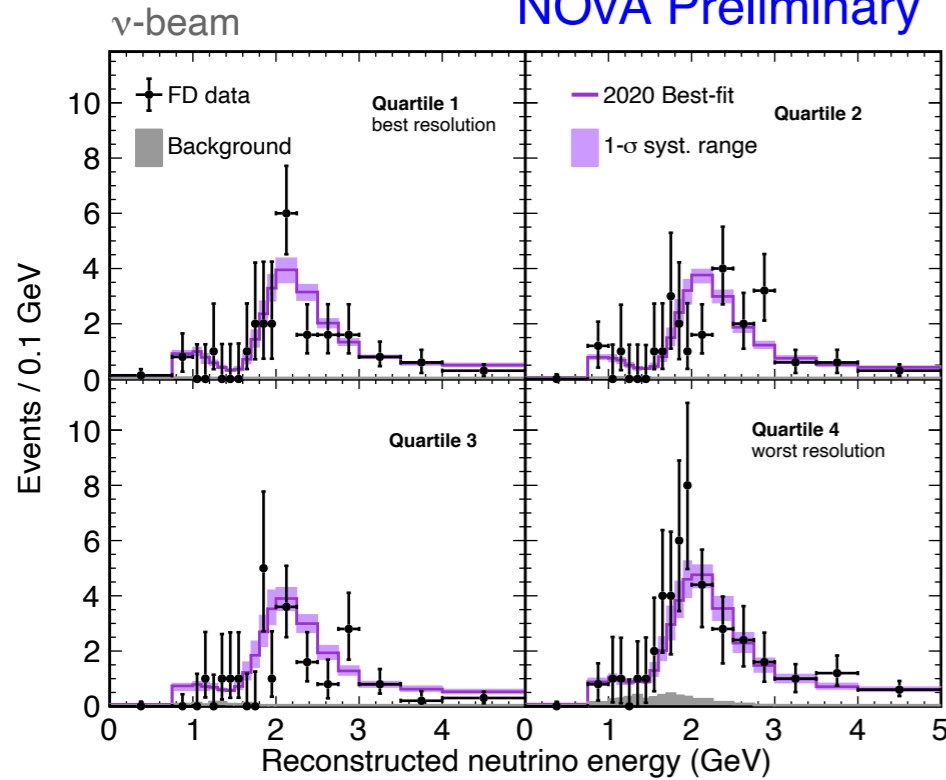 ν-beam
NOvA Preliminary
FD data
Background
Quartile 1
best resolution
2020 Best-fit
1-σ syst. range
Quartile 2
10
8
6
4
2
0
Events / 0.1 GeV
Quartile 3
Quartile 4
worst resolution
10
8
6
4
2
0
0 1 2 3 4 0 1 2 3 4 5
Reconstructed neutrino energy (GeV)